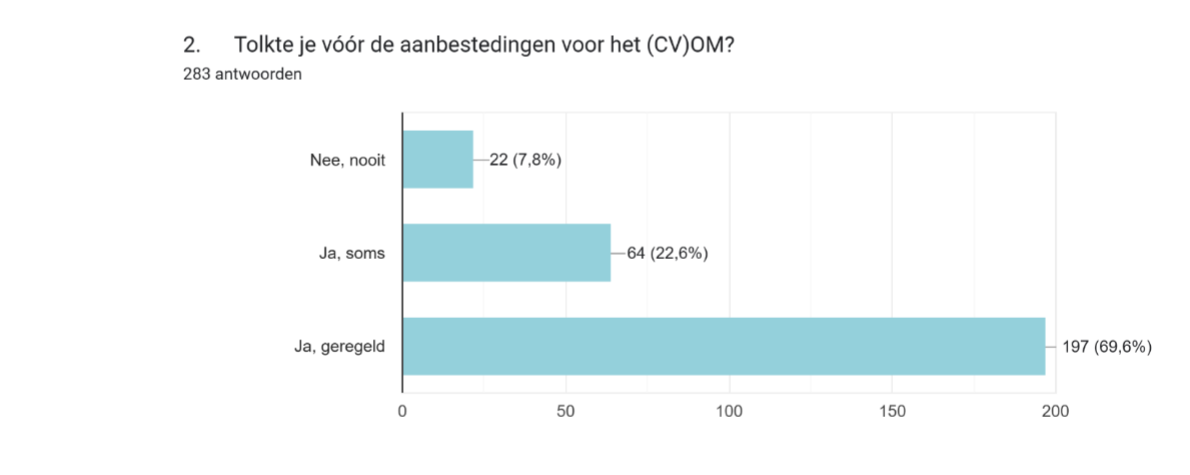 2. Tolkte je vóór de aanbestedingen voor het (CV)OM?
283 antwoorden
Nee, nooit 22 (7,8%)
Ja, soms 64 (22,6%)
Ja, geregeld 197 (69,6%)
0 50 100 150 200